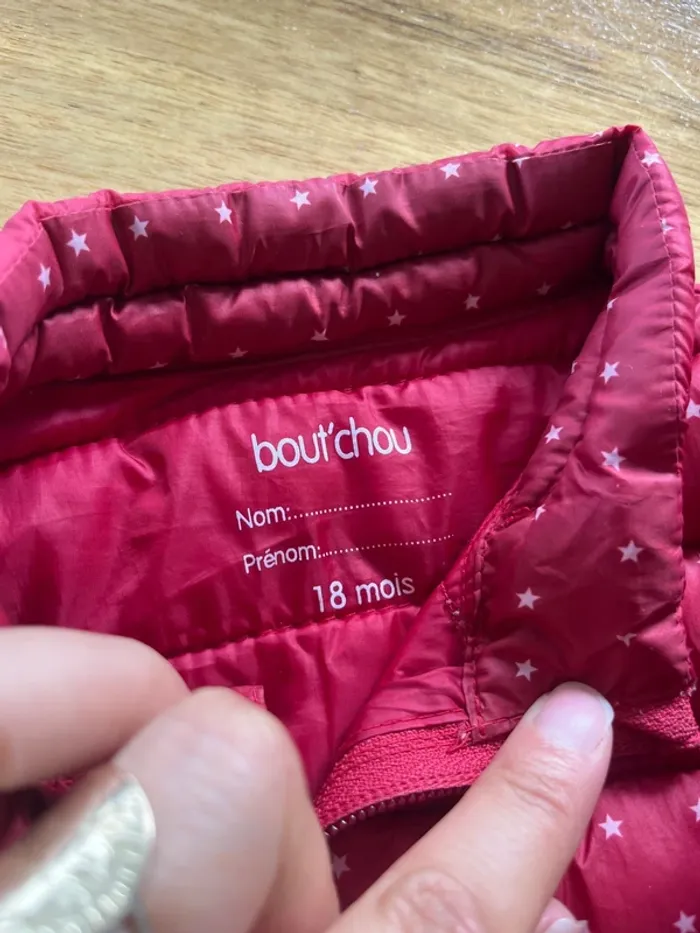 bout'chou
Nom:................................
Prénom:...........................
18 mois